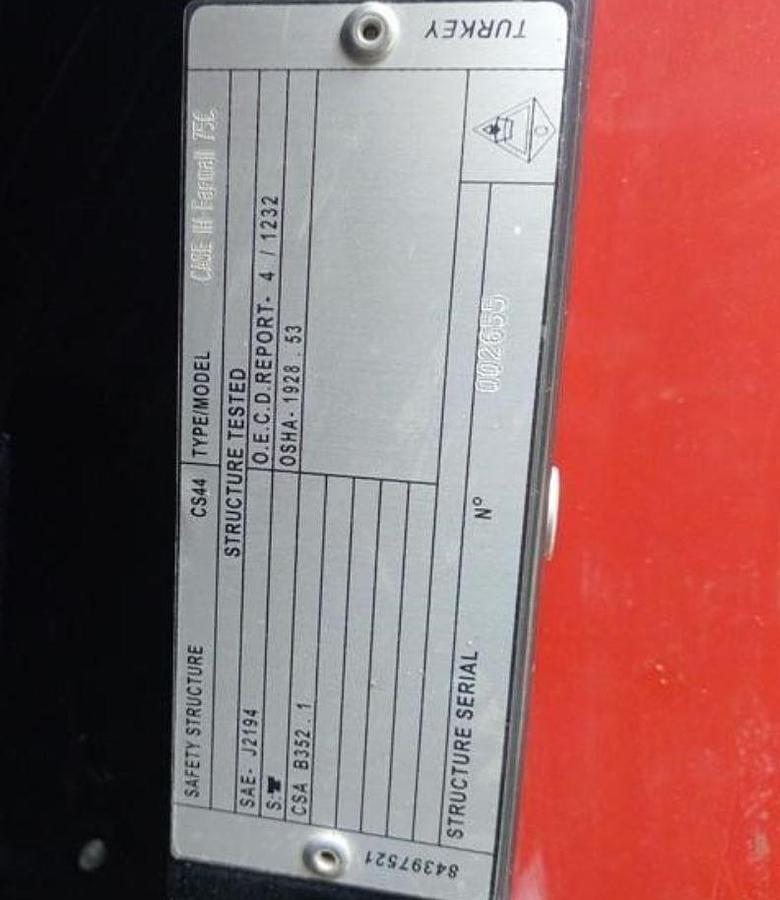 SAFETY STRUCTURE CS44 TYPE/MODEL CASE IH Farmall 75C
STRUCTURE TESTED
SAE- J2194 O.E.C.D.REPORT- 4 / 1232
OSHA- 1928 . 53
CSA B352 . 1
STRUCTURE SERIAL N° 002655
84397521
TURKEY